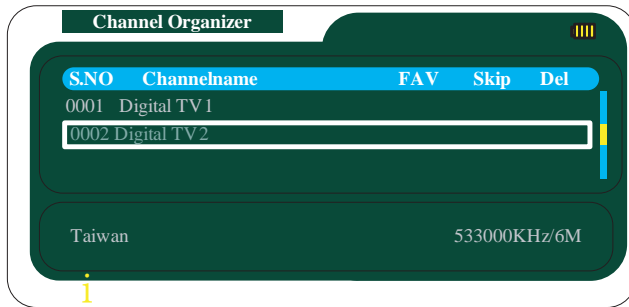 Channel Organizer
S.NO Channelname FAV Skip Del
0001 Digital TV1
0002 Digital TV2
Taiwan 533000KHz/6M
i